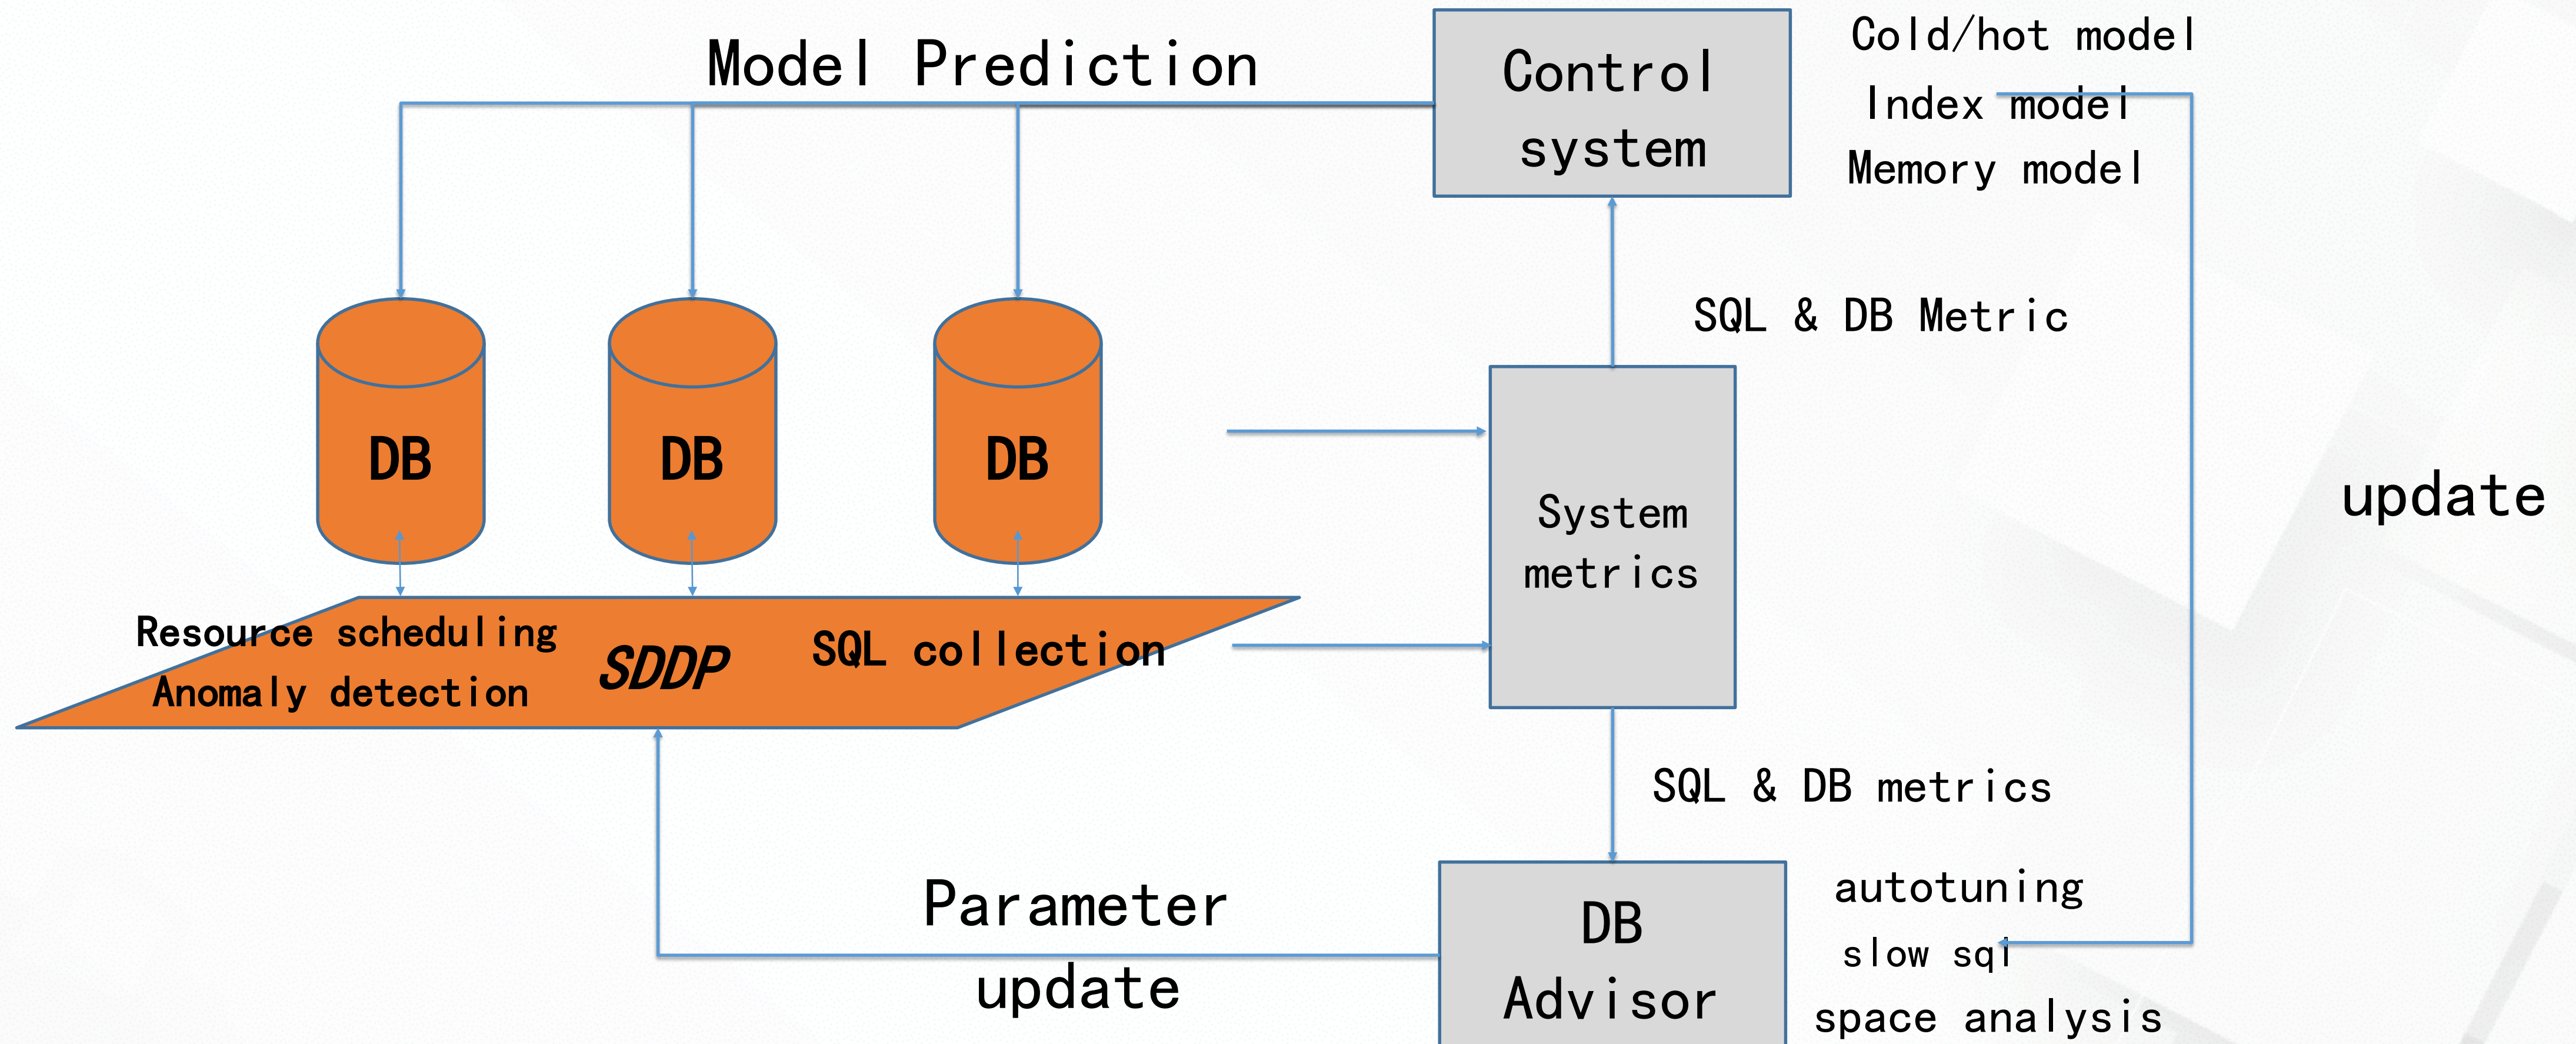 Model Prediction
Control
system
Cold/hot model
Index model
Memory model
SQL & DB Metric
DB
DB
DB
System
metrics
update
Resource scheduling
Anomaly detection
SDDP
SQL collection
SQL & DB metrics
Parameter
update
DB
Advisor
autotuning
slow sql
space analysis